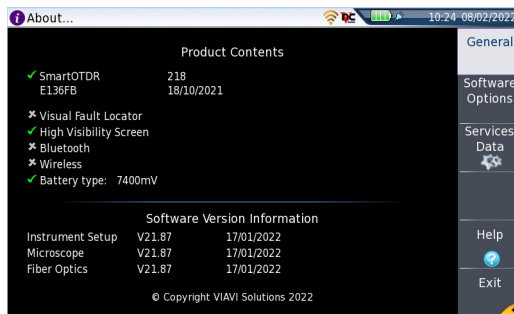 About...
10:24 08/02/2022
Product Contents
SmartOTDR 218
E136FB 18/10/2021
Visual Fault Locator
High Visibility Screen
Bluetooth
Wireless
Battery type: 7400mV
Software Version Information
Instrument Setup V21.87 17/01/2022
Microscope V21.87 17/01/2022
Fiber Optics V21.87 17/01/2022
© Copyright VIAVI Solutions 2022
General
Software
Options
Services
Data
Help
Exit